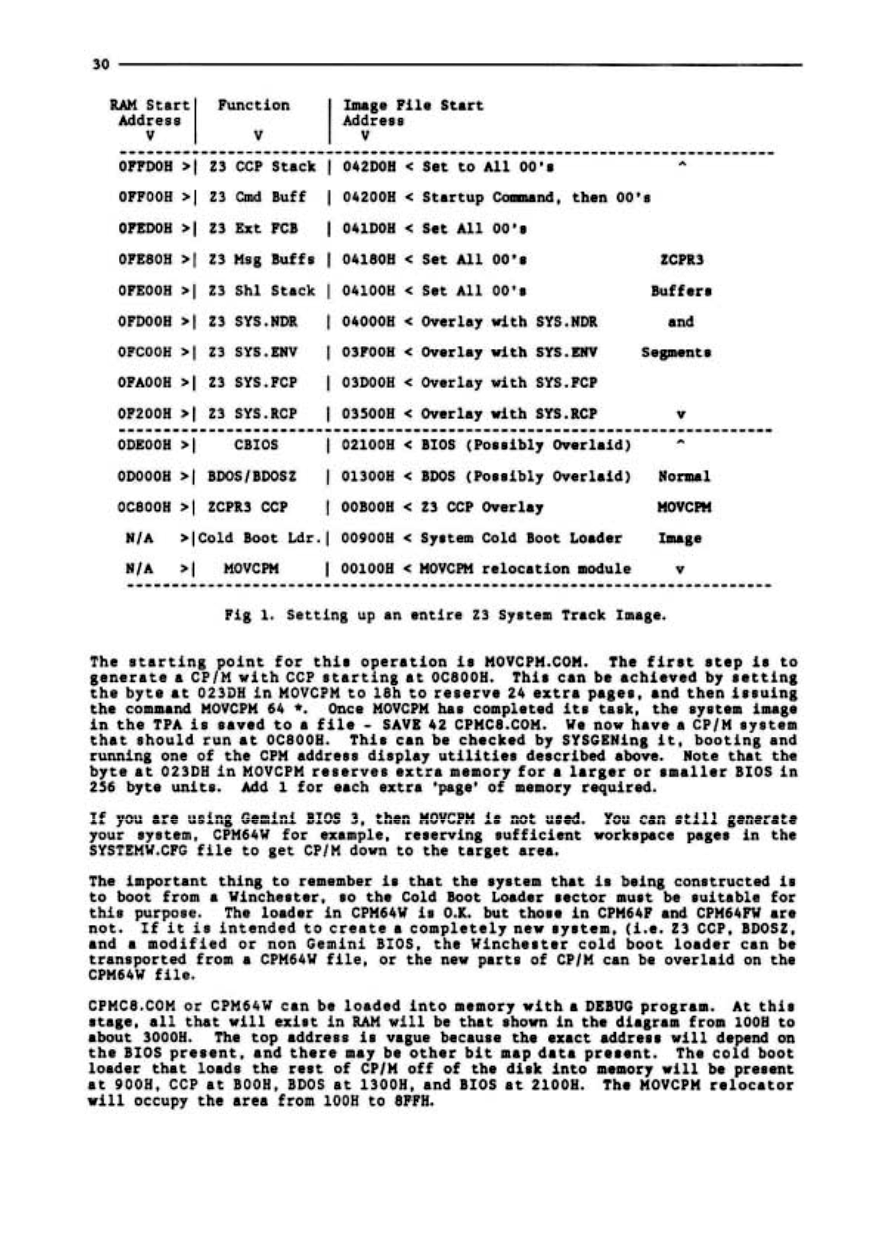 30
RAM Start| Function | Image File Start
Address | | Address
V | V | V
OFFD0H >| Z3 CCP Stack | 042D0H < Set to All 00's ^
OFF00H >| Z3 Cmd Buff | 04200H < Startup Command, then 00's
OFED0H >| Z3 Ext FCB | 041D0H < Set All 00's
OFE80H >| Z3 Msg Buffs | 04180H < Set All 00's ZCPR3
OFE00H >| Z3 Shl Stack | 04100H < Set All 00's Buffers
OFD00H >| Z3 SYS.NDR | 04000H < Overlay with SYS.NDR and
OFC00H >| Z3 SYS.ENV | 03F00H < Overlay with SYS.ENV Segments
OFA00H >| Z3 SYS.FCP | 03D00H < Overlay with SYS.FCP
OF200H >| Z3 SYS.RCP | 03500H < Overlay with SYS.RCP v
ODE00H >| CBIOS | 02100H < BIOS (Possibly Overlaid) ^
OD000H >| BDOS/BDOSZ | 01300H < BDOS (Possibly Overlaid) Normal
0C800H >| ZCPR3 CCP | 00B00H < Z3 CCP Overlay MOVCPM
N/A >|Cold Boot Ldr.| 00900H < System Cold Boot Loader Image
N/A >| MOVCPM | 00100H < MOVCPM relocation module v
Fig 1. Setting up an entire Z3 System Track Image.
The starting point for this operation is MOVCPM.COM. The first step is to
generate a CP/M with CCP starting at 0C800H. This can be achieved by setting
the byte at 023DH in MOVCPM to 18h to reserve 24 extra pages, and then issuing
the command MOVCPM 64 *. Once MOVCPM has completed its task, the system image
in the TPA is saved to a file - SAVE 42 CPMC8.COM. We now have a CP/M system
that should run at 0C800H. This can be checked by SYSGENing it, booting and
running one of the CPM address display utilities described above. Note that the
byte at 023DH in MOVCPM reserves extra memory for a larger or smaller BIOS in
256 byte units. Add 1 for each extra 'page' of memory required.
If you are using Gemini BIOS 3, then MOVCPM is not used. You can still generate
your system, CPM64W for example, reserving sufficient workspace pages in the
SYSTEMW.CFG file to get CP/M down to the target area.
The important thing to remember is that the system that is being constructed is
to boot from a Winchester, so the Cold Boot Loader sector must be suitable for
this purpose. The loader in CPM64W is O.K. but those in CPM64F and CPM64FW are
not. If it is intended to create a completely new system, (i.e. Z3 CCP, BDOSZ,
and a modified or non Gemini BIOS, the Winchester cold boot loader can be
transported from a CPM64W file, or the new parts of CP/M can be overlaid on the
CPM64W file.
CPMC8.COM or CPM64W can be loaded into memory with a DEBUG program. At this
stage, all that will exist in RAM will be that shown in the diagram from 100H to
about 3000H. The top address is vague because the exact address will depend on
the BIOS present, and there may be other bit map data present. The cold boot
loader that loads the rest of CP/M off of the disk into memory will be present
at 900H, CCP at B00H, BDOS at 1300H, and BIOS at 2100H. The MOVCPM relocator
will occupy the area from 100H to 8FFH.